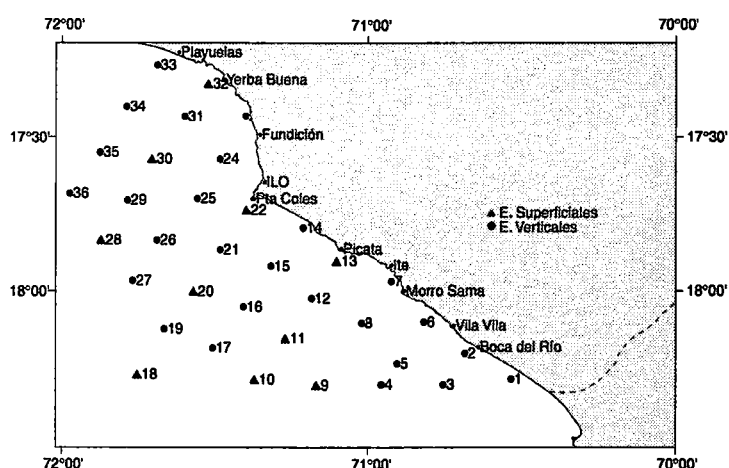 72°00' 71°00' 70°00'
Playuelas
33
32 Yerba Buena
34
31
Fundición
17°30' 17°30'
35 30 24
ILO
36 29 25 Pta Coles
22
E. Superficiales
E. Verticales
14
28 26 21
Picata
13
15 Ite
27
7
20 Morro Sama
18°00' 18°00'
12
16
8 6
19 Vila Vila
11
17 2 Boca del Río
5
18 10 9 4 3 1
72°00' 71°00' 70°00'